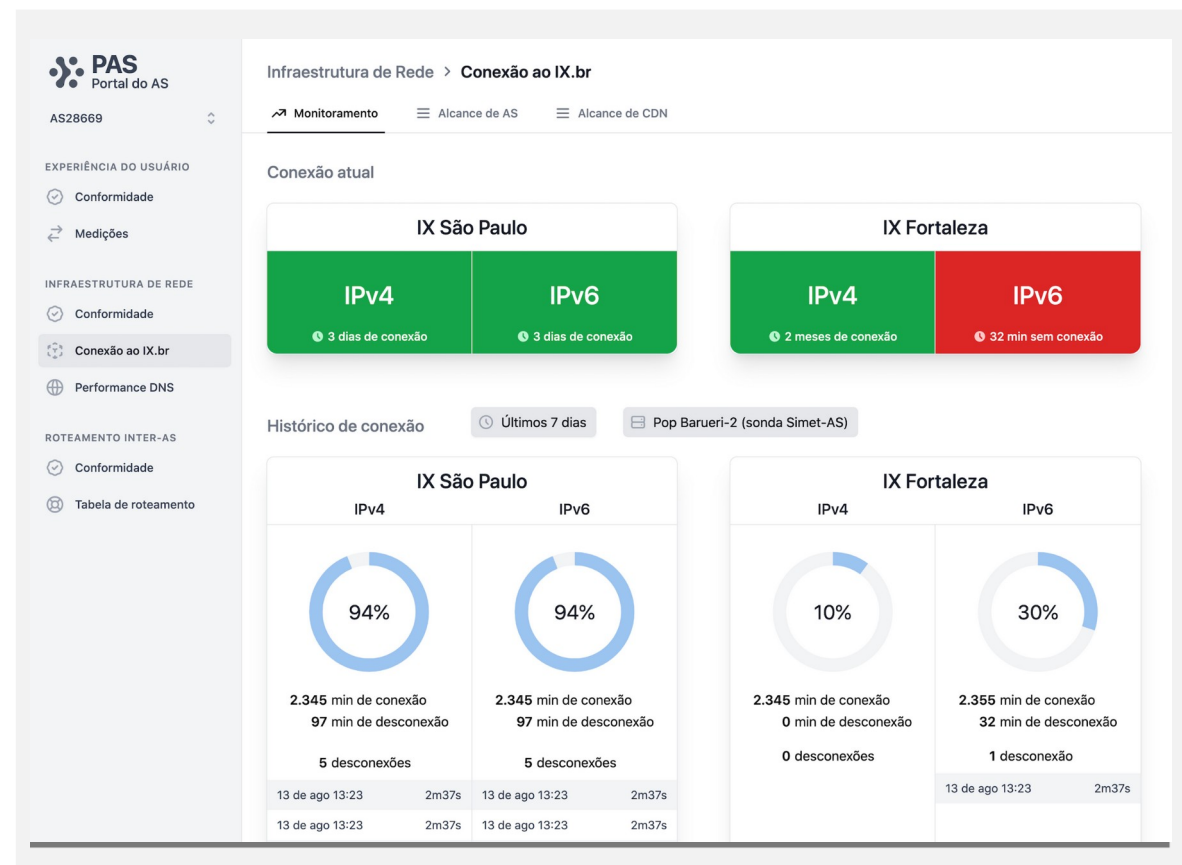 PAS
Portal do AS
AS28669
EXPERIÊNCIA DO USUÁRIO
Conformidade
Medições
INFRAESTRUTURA DE REDE
Conformidade
Conexão ao IX.br
Performance DNS
ROTEAMENTO INTER-AS
Conformidade
Tabela de roteamento
Infraestrutura de Rede > Conexão ao IX.br
Monitoramento Alcance de AS Alcance de CDN
Conexão atual
IX São Paulo
IPv4 IPv6
3 dias de conexão 3 dias de conexão
IX Fortaleza
IPv4 IPv6
2 meses de conexão 32 min sem conexão
Histórico de conexão Últimos 7 dias Pop Barueri-2 (sonda Simet-AS)
IX São Paulo
IPv4 IPv6
94% 94%
2.345 min de conexão 2.345 min de conexão
97 min de desconexão 97 min de desconexão
5 desconexões 5 desconexões
13 de ago 13:23 2m37s 13 de ago 13:23 2m37s
13 de ago 13:23 2m37s 13 de ago 13:23 2m37s
IX Fortaleza
IPv4 IPv6
10% 30%
2.345 min de conexão 2.355 min de conexão
0 min de desconexão 32 min de desconexão
0 desconexões 1 desconexão
13 de ago 13:23 2m37s